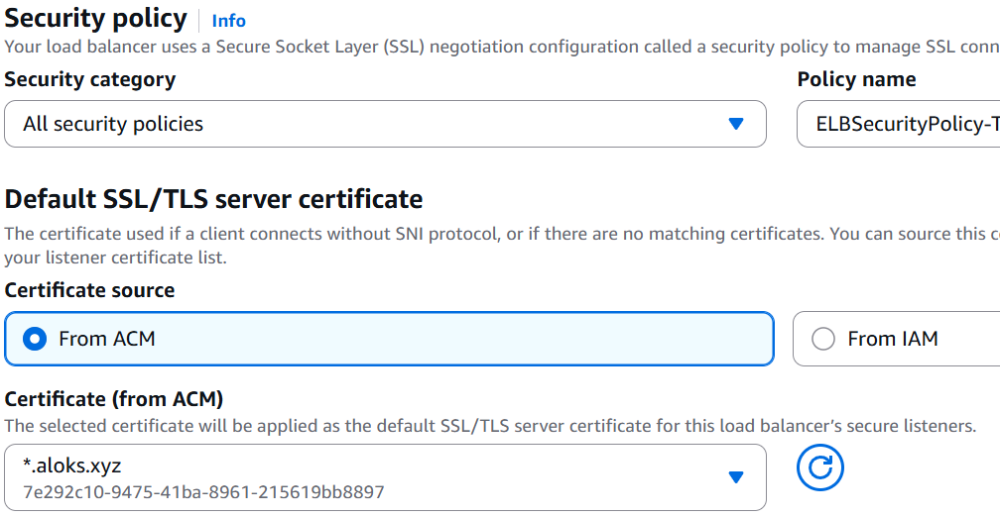 Security policy Info
Your load balancer uses a Secure Socket Layer (SSL) negotiation configuration called a security policy to manage SSL conn
Security category Policy name
All security policies ELBSecurityPolicy-T
Default SSL/TLS server certificate
The certificate used if a client connects without SNI protocol, or if there are no matching certificates. You can source this c
your listener certificate list.
Certificate source
From ACM From IAM
Certificate (from ACM)
The selected certificate will be applied as the default SSL/TLS server certificate for this load balancer's secure listeners.
*.aloks.xyz
7e292c10-9475-41ba-8961-215619bb8897